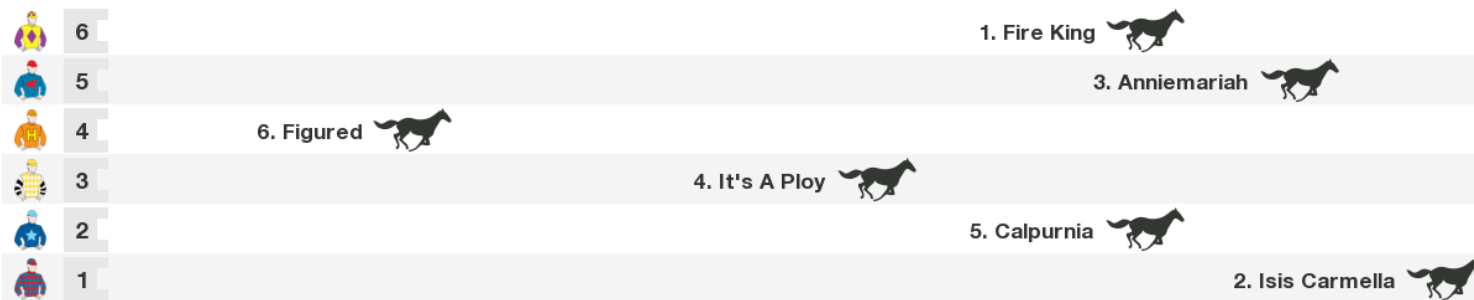 6 1. Fire King
5 3. Anniemariah
H 4 6. Figured
3 4. It's A Ploy
2 5. Calpurnia
1 2. Isis Carmella